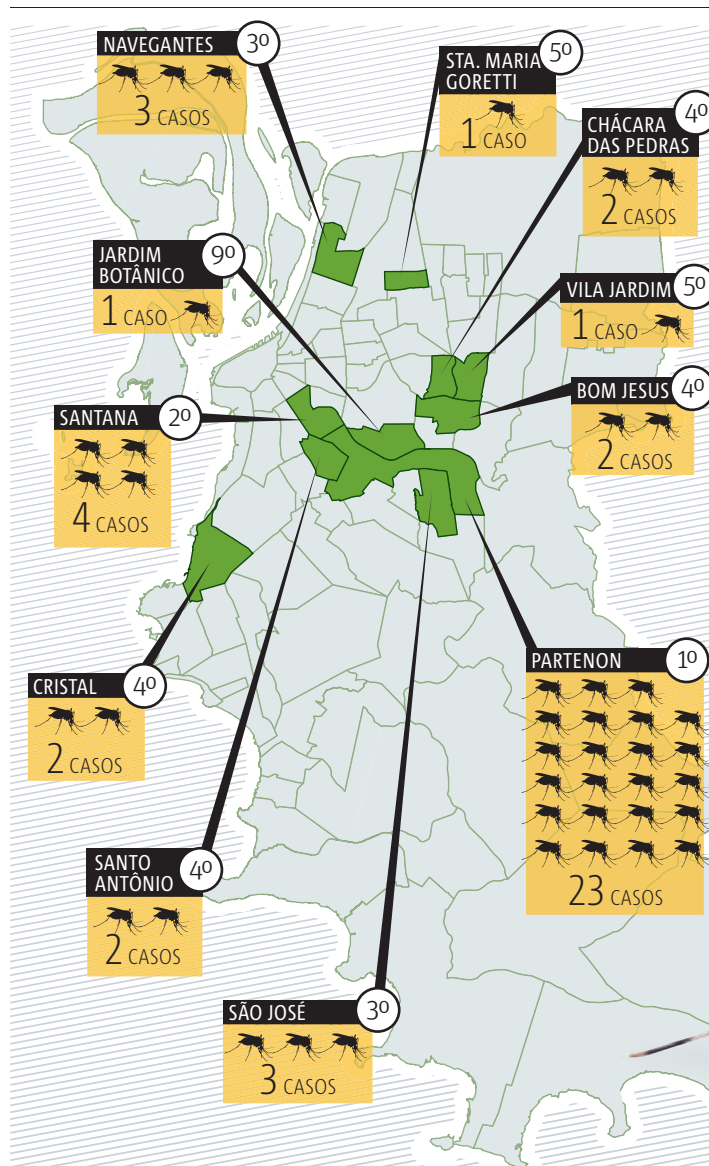 NAVEGANTES
3º
3 CASOS
STA. MARIA
GORETTI
5º
1 CASO
CHÁCARA
DAS PEDRAS
4º
2 CASOS
JARDIM
BOTÂNICO
9º
1 CASO
VILA JARDIM
5º
1 CASO
SANTANA
2º
4 CASOS
BOM JESUS
4º
2 CASOS
CRISTAL
4º
2 CASOS
PARTENON
1º
23 CASOS
SANTO
ANTÔNIO
4º
2 CASOS
SÃO JOSÉ
3º
3 CASOS